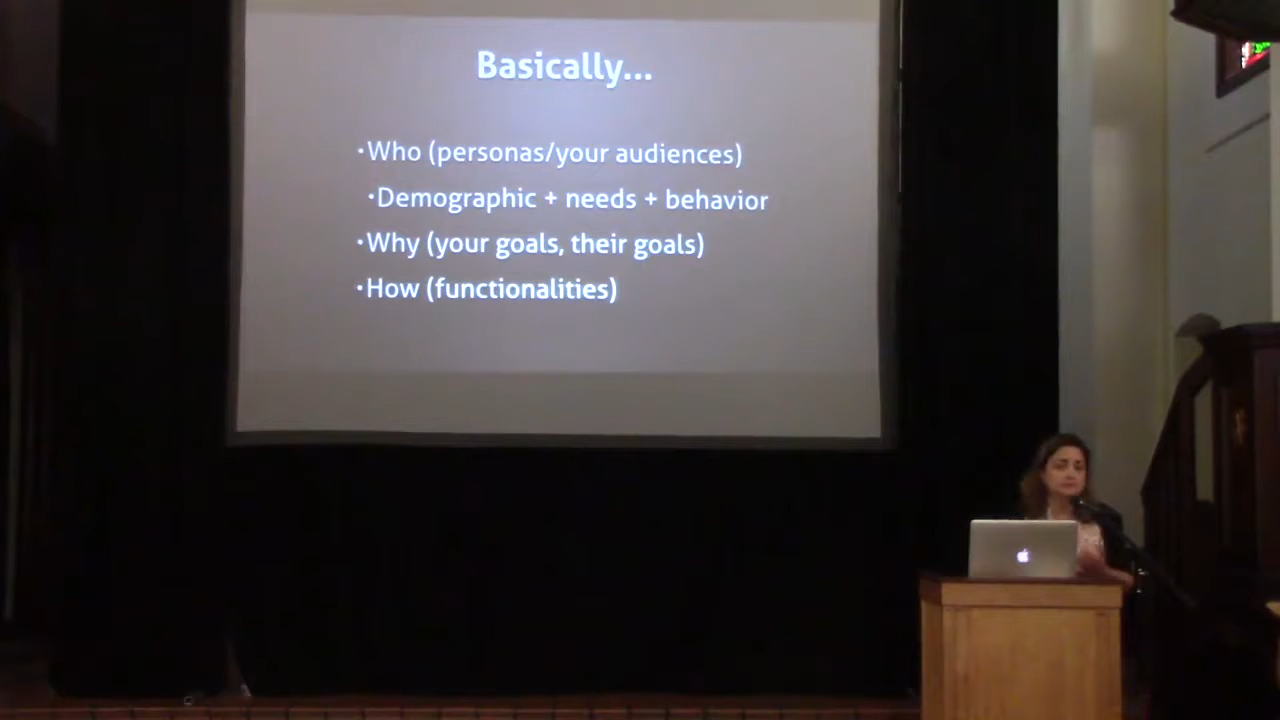 Basically...
•Who (personas/your audiences)
•Demographic + needs + behavior
•Why (your goals, their goals)
•How (functionalities)